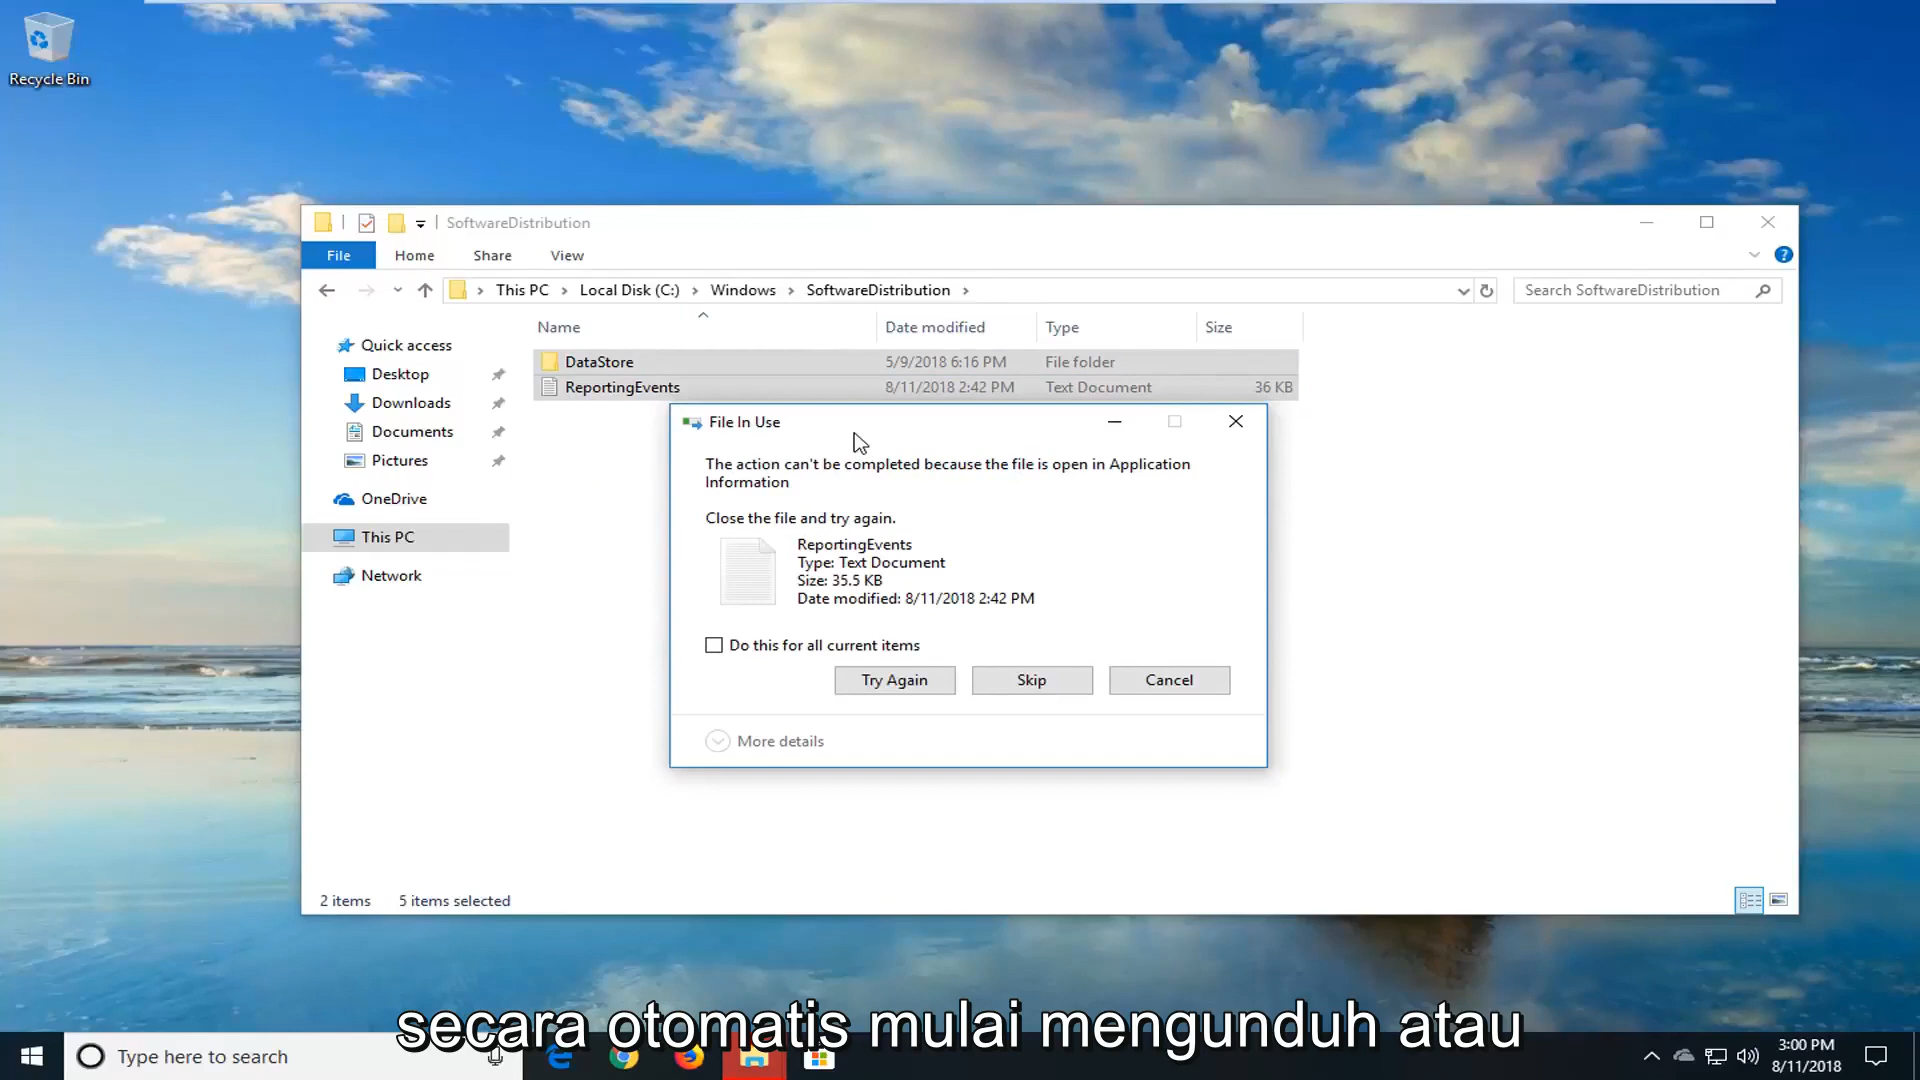 Recycle Bin
SoftwareDistribution
File Home Share View
This PC Local Disk (C:) Windows SoftwareDistribution
Search SoftwareDistribution
Name Date modified Type Size
Quick access
Desktop
Downloads
Documents
Pictures
OneDrive
This PC
Network
DataStore 5/9/2018 6:16 PM File folder
ReportingEvents 8/11/2018 2:42 PM Text Document 36 KB
File In Use
The action can't be completed because the file is open in Application
Information
Close the file and try again.
ReportingEvents
Type: Text Document
Size: 35.5 KB
Date modified: 8/11/2018 2:42 PM
Do this for all current items
Try Again Skip Cancel
More details
2 items 5 items selected
secara otomatis mulai mengunduh atau
Type here to search
3:00 PM
8/11/2018